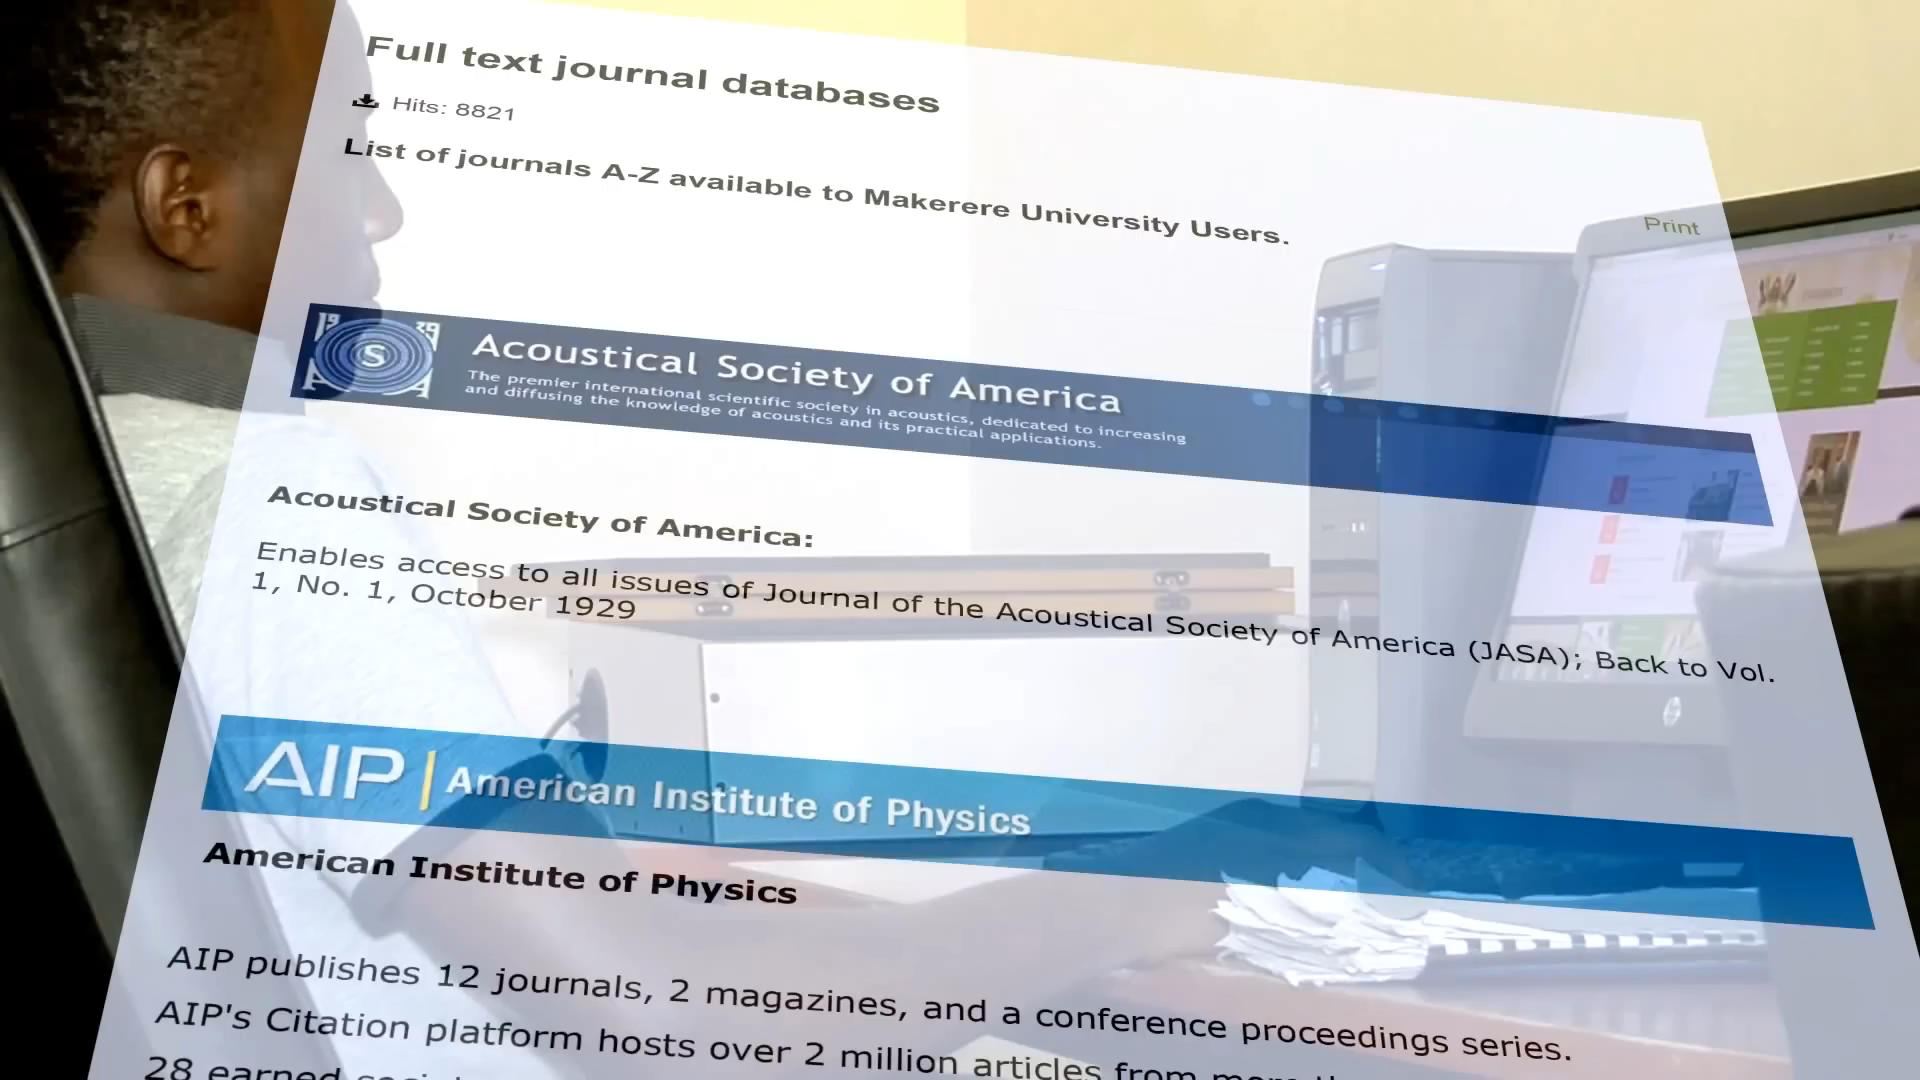 Full text journal databases
Hits: 8821
List of journals A-Z available to Makerere University Users.
Print
19 29
S
A A
Acoustical Society of America
The premier international scientific society in acoustics, dedicated to increasing
and diffusing the knowledge of acoustics and its practical applications.
Acoustical Society of America:
Enables access to all issues of Journal of the Acoustical Society of America (JASA); Back to Vol.
1, No. 1, October 1929
AIP | American Institute of Physics
American Institute of Physics
AIP publishes 12 journals, 2 magazines, and a conference proceedings series.
AIP's Citation platform hosts over 2 million articles from more
28 earned